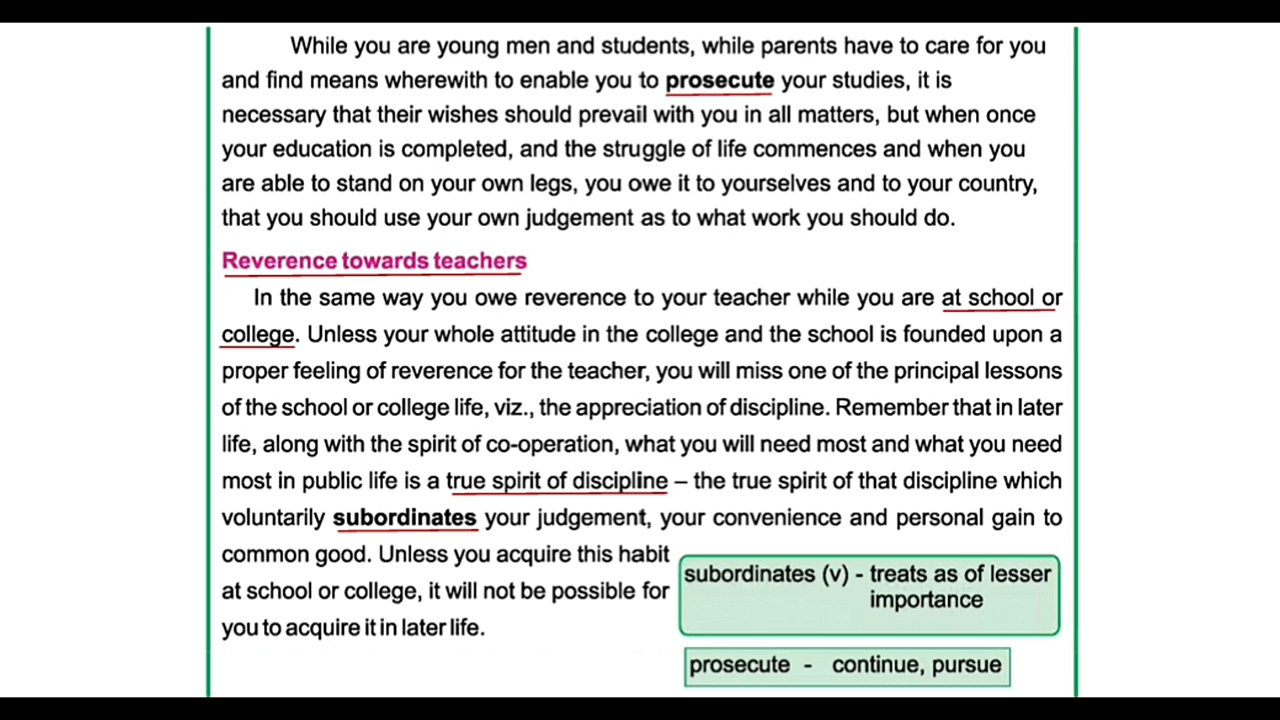 While you are young men and students, while parents have to care for you
and find means wherewith to enable you to prosecute your studies, it is
necessary that their wishes should prevail with you in all matters, but when once
your education is completed, and the struggle of life commences and when you
are able to stand on your own legs, you owe it to yourselves and to your country,
that you should use your own judgement as to what work you should do.
Reverence towards teachers
In the same way you owe reverence to your teacher while you are at school or
college. Unless your whole attitude in the college and the school is founded upon a
proper feeling of reverence for the teacher, you will miss one of the principal lessons
of the school or college life, viz., the appreciation of discipline. Remember that in later
life, along with the spirit of co-operation, what you will need most and what you need
most in public life is a true spirit of discipline – the true spirit of that discipline which
voluntarily subordinates your judgement, your convenience and personal gain to
common good. Unless you acquire this habit
at school or college, it will not be possible for
you to acquire it in later life.
subordinates (v) - treats as of lesser
importance
prosecute - continue, pursue